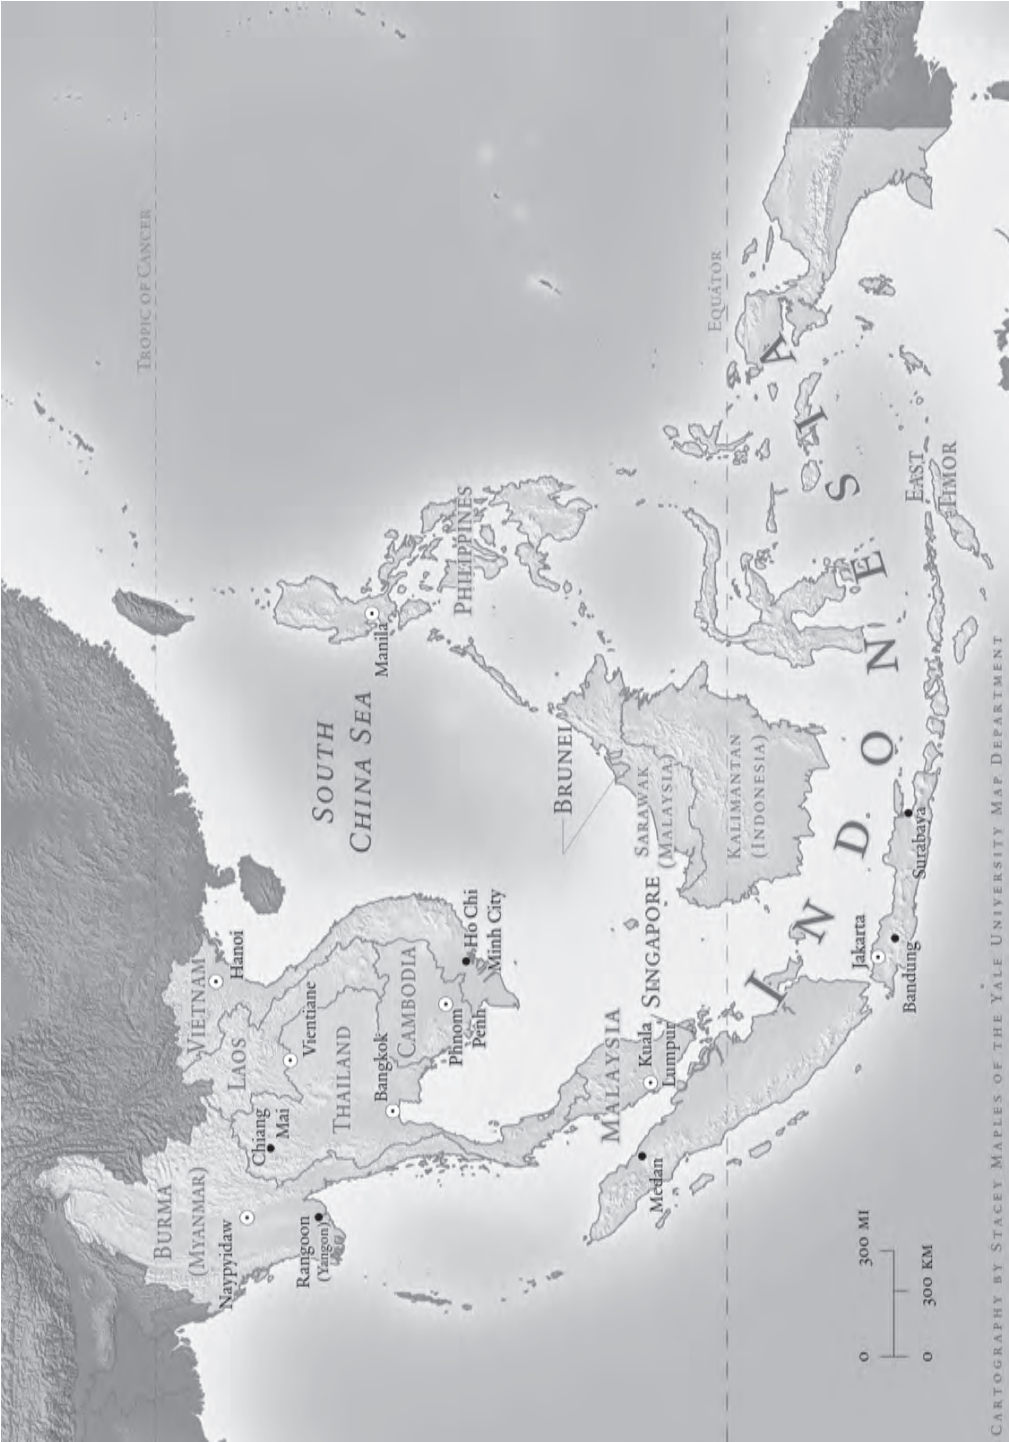 TROPIC OF CANCER
BURMA
(MYANMAR)
Naypyidaw
Rangoon
(Yangon)
Chiang
Mai
LAOS
VIETNAM
Hanoi
Vientiane
THAILAND
Bangkok
CAMBODIA
Phnom
Penh
Ho Chi
Minh City
SOUTH
CHINA SEA
Manila
PHILIPPINES
BRUNEI
MALAYSIA
Kuala
Lumpur
SINGAPORE
SARAWAK
(MALAYSIA)
KALIMANTAN
(INDONESIA)
EQUATOR
Medan
INDONESIA
Jakarta
Bandung
Surabaya
EAST
TIMOR
0 300 MI
0 300 KM
CARTOGRAPHY BY STACEY MAPLES OF THE YALE UNIVERSITY MAP DEPARTMENT